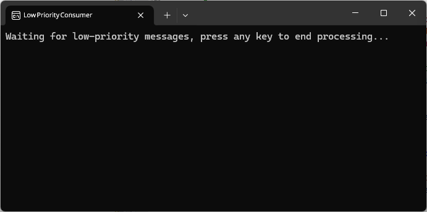 LowPriorityConsumer
Waiting for low-priority messages, press any key to end processing...